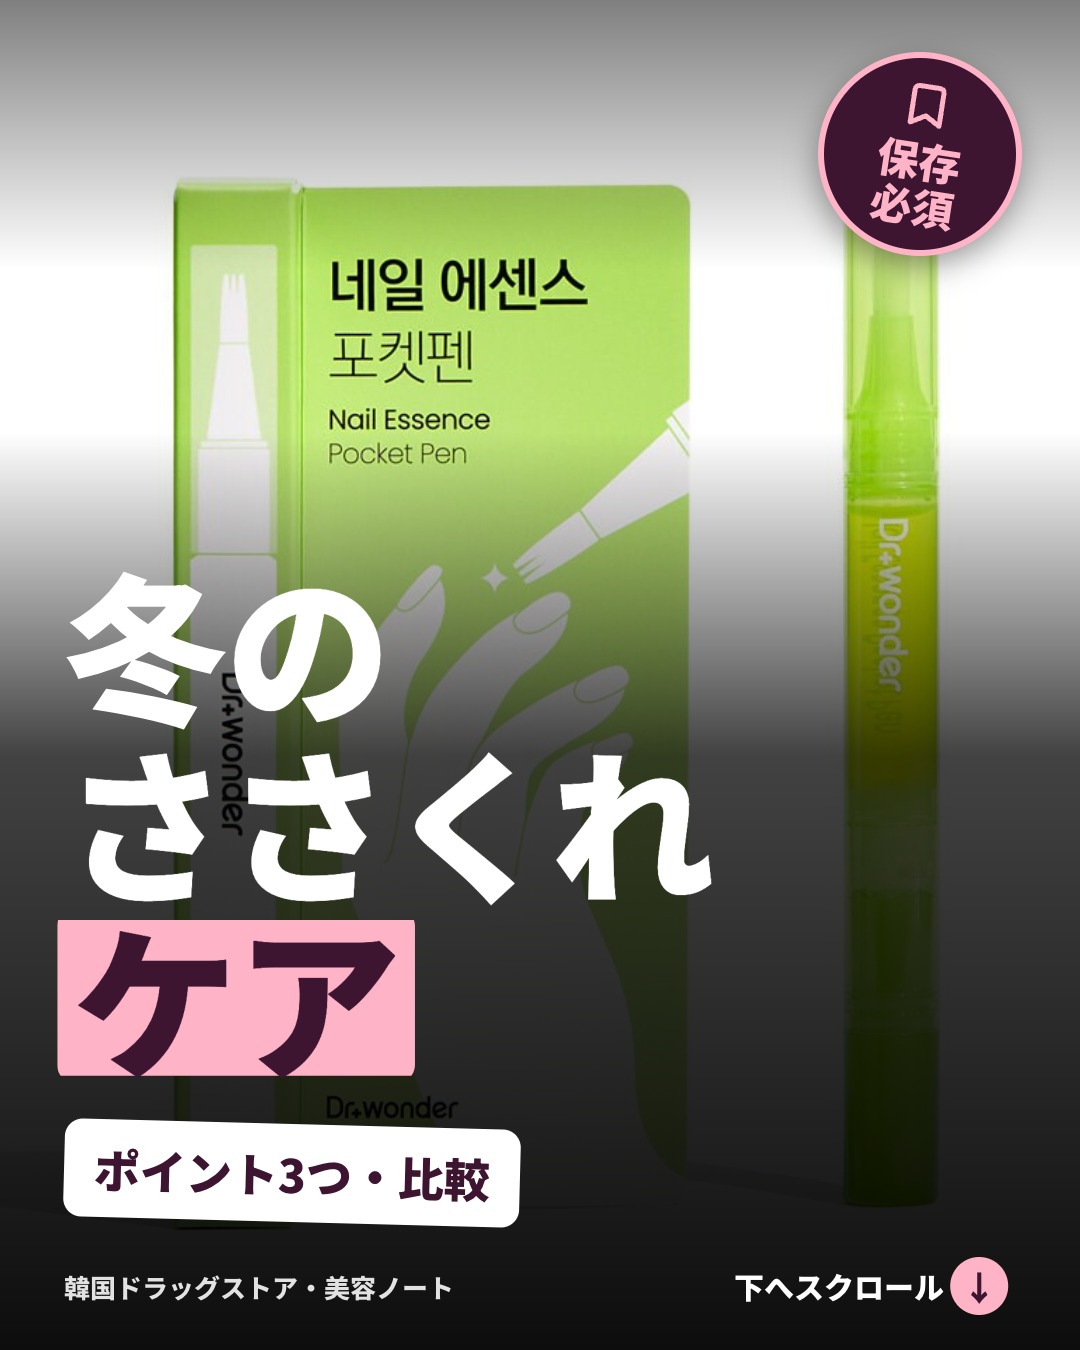 保存
必須
네일 에센스
포켓펜
Nail Essence
Pocket Pen
Dr+wonder
Dr+wonder
冬の
ささくれ
ケア
Dr+wonder
ポイント3つ・比較
韓国ドラッグストア・美容ノート
下へスクロール↓